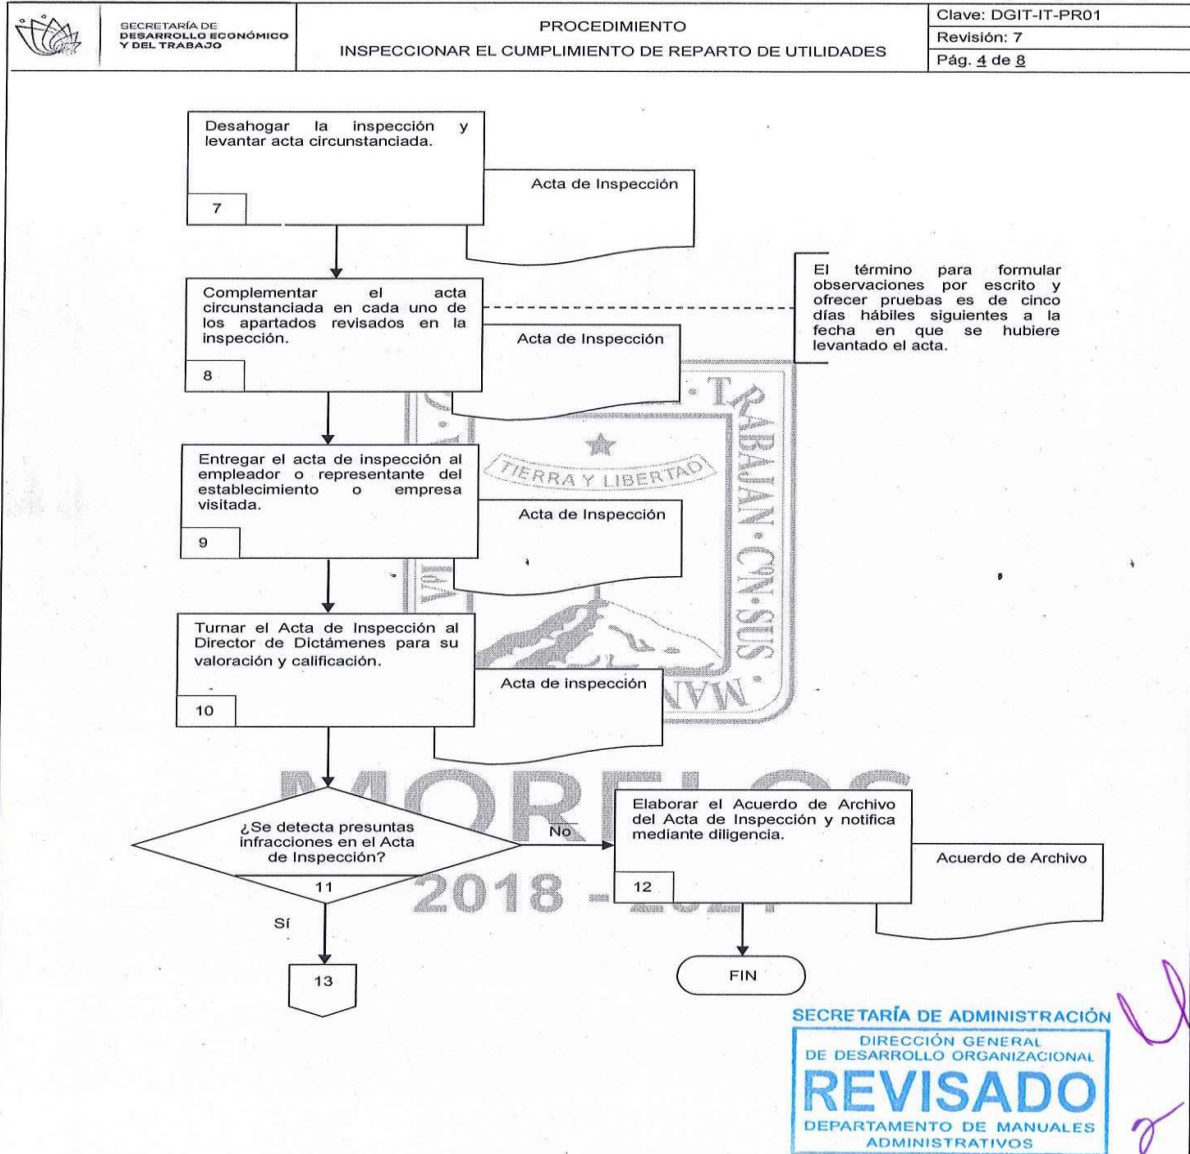 SECRETARÍA DE
DESARROLLO ECONÓMICO
Y DEL TRABAJO
PROCEDIMIENTO
INSPECCIONAR EL CUMPLIMIENTO DE REPARTO DE UTILIDADES
Clave: DGIT-IT-PR01
Revisión: 7
Pág. 4 de 8
Desahogar la inspección y
levantar acta circunstanciada.
7
Acta de Inspección
Complementar el acta
circunstanciada en cada uno de
los apartados revisados en la
inspección.
8
Acta de Inspección
El término para formular
observaciones por escrito y
ofrecer pruebas es de cinco
días hábiles siguientes a la
fecha en que se hubiere
levantado el acta.
Entregar el acta de inspección al
empleador o representante del
establecimiento o empresa
visitada.
9
Acta de Inspección
TIERRA Y LIBERTAD
TRABAJAN·CON·SUS·
Turnar el Acta de Inspección al
Director de Dictámenes para su
valoración y calificación.
10
Acta de inspección
MORELOS
2018 -
¿Se detecta presuntas
infracciones en el Acta
de Inspección?
11
No
Sí
Elaborar el Acuerdo de Archivo
del Acta de Inspección y notifica
mediante diligencia.
12
Acuerdo de Archivo
13
FIN
SECRETARÍA DE ADMINISTRACIÓN
DIRECCIÓN GENERAL
DE DESARROLLO ORGANIZACIONAL
REVISADO
DEPARTAMENTO DE MANUALES
ADMINISTRATIVOS